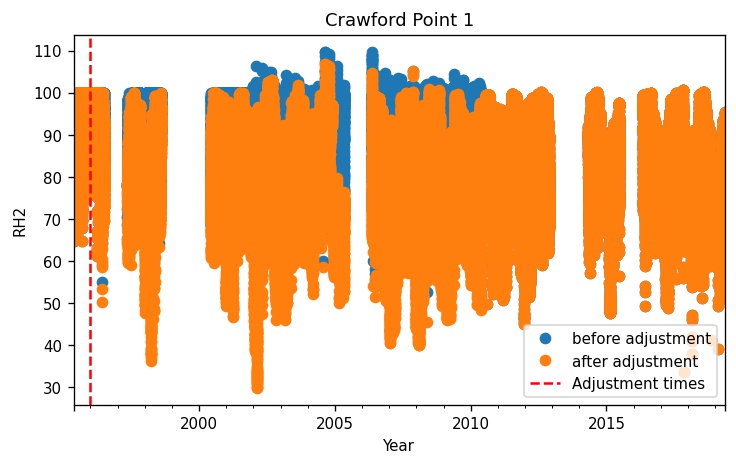 Crawford Point 1
110
100
90
80
70
60
50
40
30
RH2
2000
2005
2010
2015
Year
before adjustment
after adjustment
Adjustment times